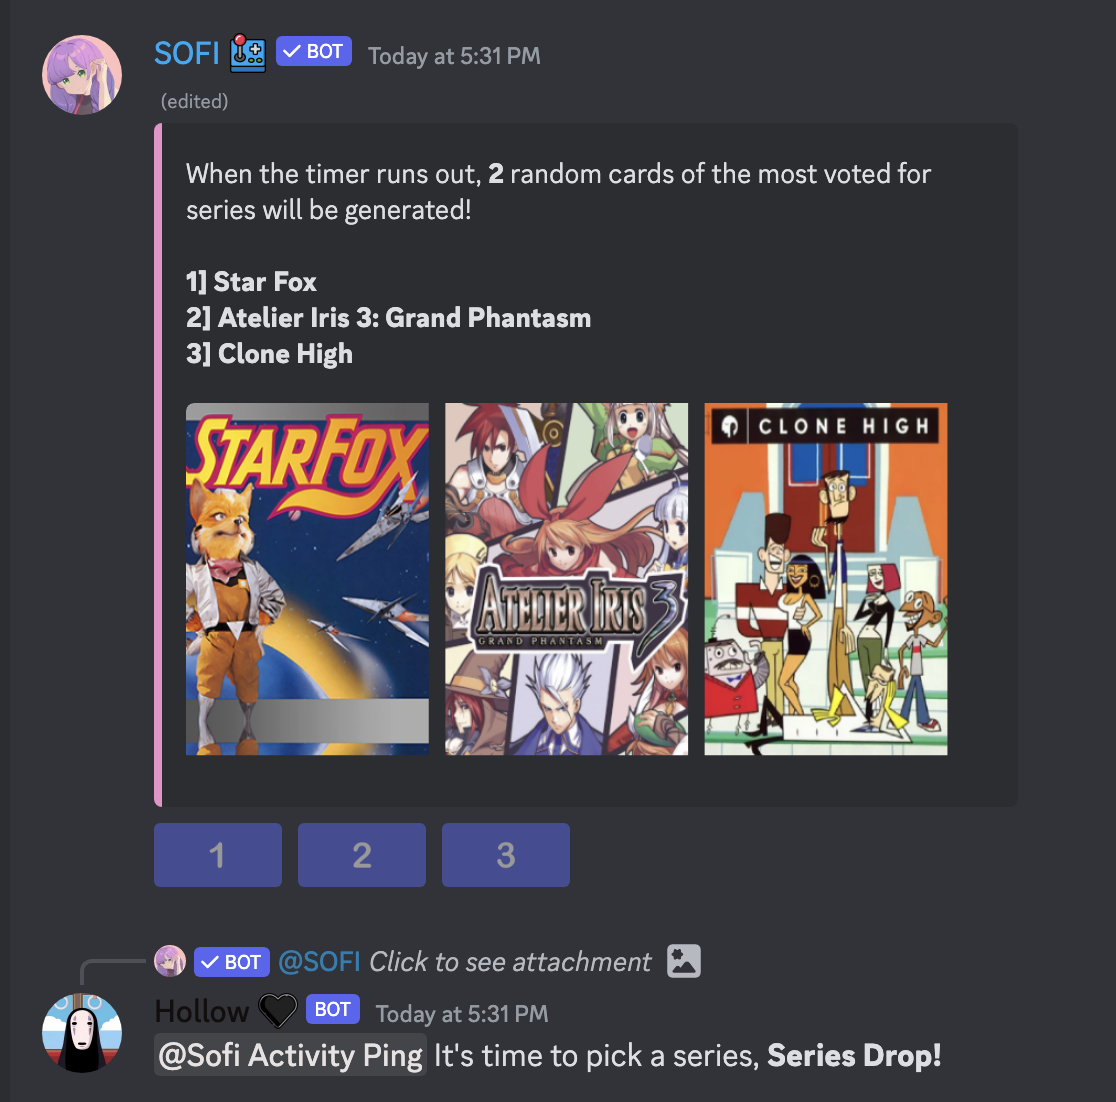 SOFI ✓ BOT Today at 5:31 PM
(edited)
When the timer runs out, 2 random cards of the most voted for
series will be generated!
1] Star Fox
2] Atelier Iris 3: Grand Phantasm
3] Clone High
STARFOX
ATELIER IRIS 3
GRAND PHANTASM
CLONE HIGH
1 2 3
✓ BOT @SOFI Click to see attachment
Hollow BOT Today at 5:31 PM
@Sofi Activity Ping It's time to pick a series, Series Drop!